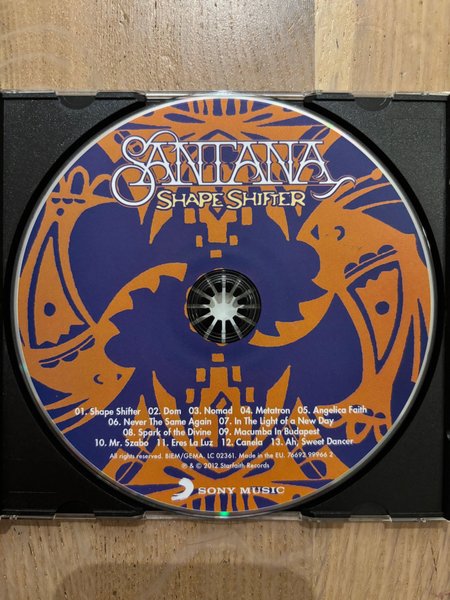 SANTANA
SHAPE SHIFTER
01. Shape Shifter 02. Dom 03. Nomad 04. Metatron 05. Angelica Faith
06. Never The Same Again 07. In The Light of a New Day
08. Spark of the Divine 09. Macumba In Budapest
10. Mr. Szabo 11. Eres La Luz 12. Canela 13. Ah, Sweet Dancer
All rights reserved. BIEM/GEMA. LC 02361. Made in the EU. 76692 99966 2
℗ & © 2012 Starfaith Records
SONY MUSIC